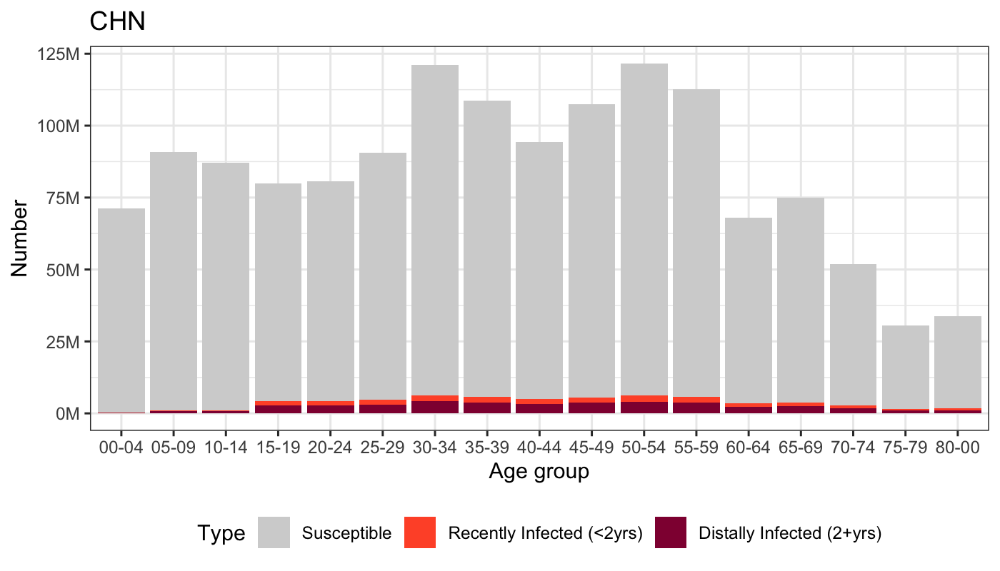 CHN
125M
100M
75M
50M
25M
0M
Number
00-04 05-09 10-14 15-19 20-24 25-29 30-34 35-39 40-44 45-49 50-54 55-59 60-64 65-69 70-74 75-79 80-00
Age group
Type Susceptible Recently Infected (<2yrs) Distally Infected (2+yrs)